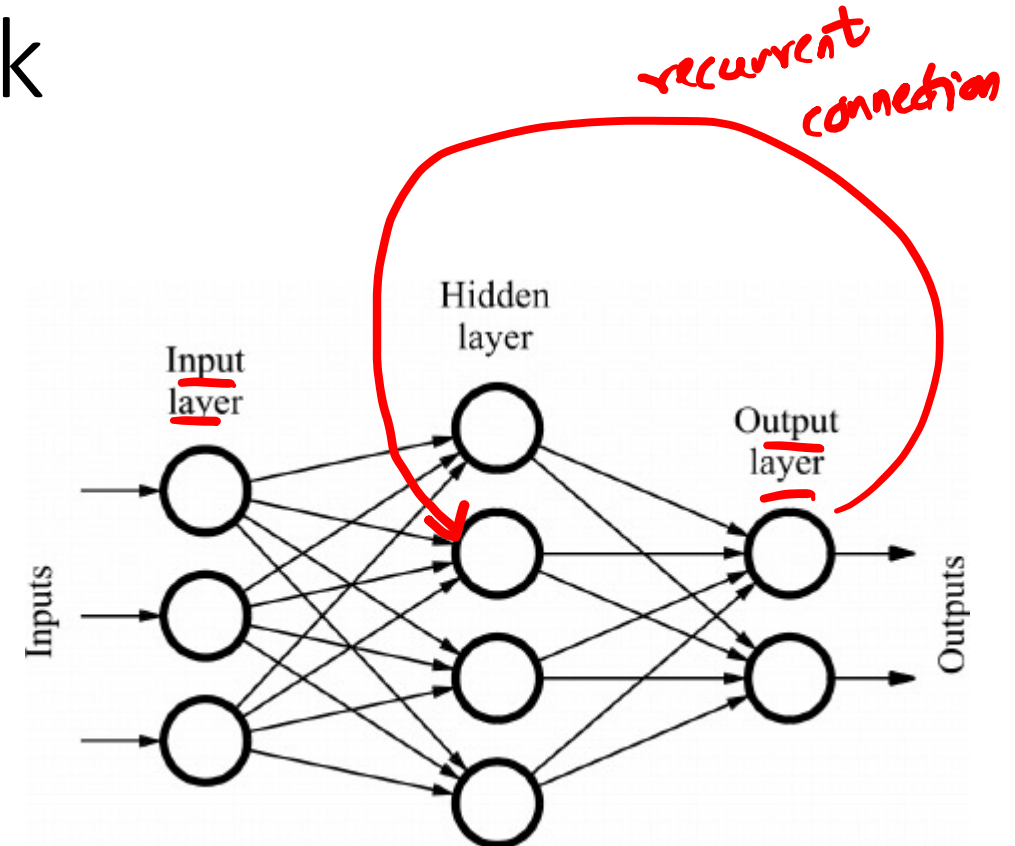 k
recurrent
connection
Hidden
layer
Input
layer
Output
layer
Inputs
Outputs